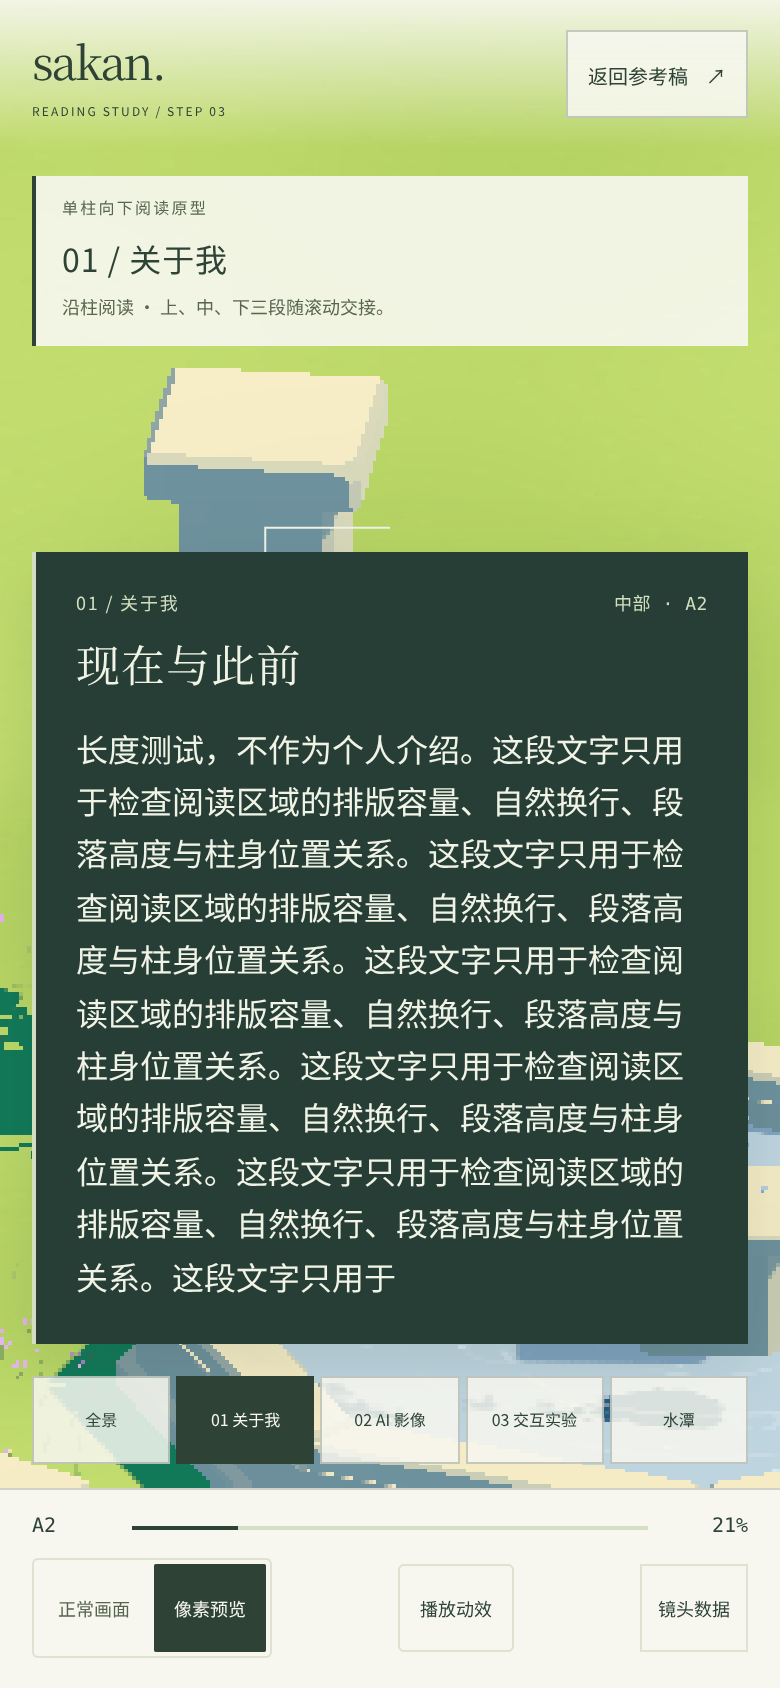 sakan.
READING STUDY / STEP 03
返回参考稿 ↗
单柱向下阅读原型
01 / 关于我
沿柱阅读 · 上、中、下三段随滚动交接。
01 / 关于我
中部 · A2
现在与此前
长度测试，不作为个人介绍。这段文字只用
于检查阅读区域的排版容量、自然换行、段
落高度与柱身位置关系。这段文字只用于检
查阅读区域的排版容量、自然换行、段落高
度与柱身位置关系。这段文字只用于检查阅
读区域的排版容量、自然换行、段落高度与
柱身位置关系。这段文字只用于检查阅读区
域的排版容量、自然换行、段落高度与柱身
位置关系。这段文字只用于检查阅读区域的
排版容量、自然换行、段落高度与柱身位置
关系。这段文字只用于
全景
01 关于我
02 AI 影像
03 交互实验
水潭
A2
21%
正常画面
像素预览
播放动效
镜头数据